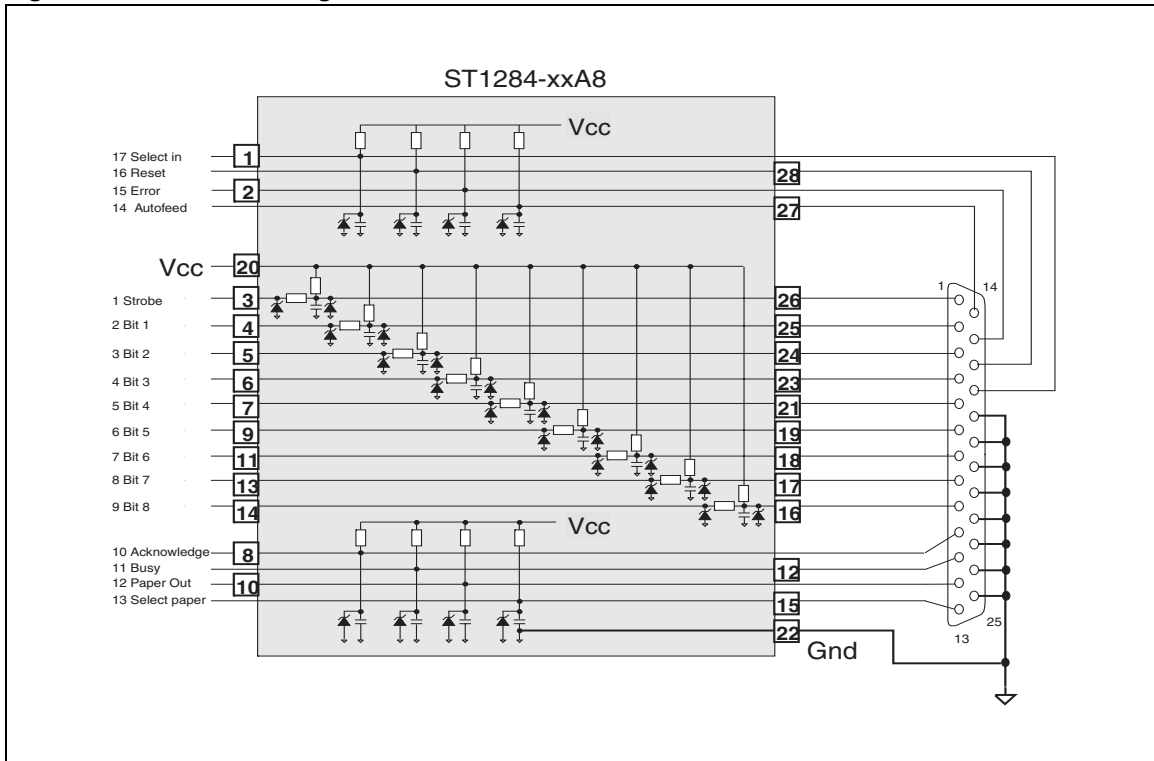 ST1284-xxA8
Vcc
17 Select in
1
16 Reset
28
15 Error
2
14 Autofeed
27
Vcc
20
1 Strobe
3
26
2 Bit 1
4
25
3 Bit 2
5
24
4 Bit 3
6
23
5 Bit 4
7
21
6 Bit 5
9
19
7 Bit 6
11
18
8 Bit 7
13
17
9 Bit 8
14
16
1
14
Vcc
10 Acknowledge
8
11 Busy
12
12 Paper Out
10
13 Select paper
15
22
Gnd
25
13